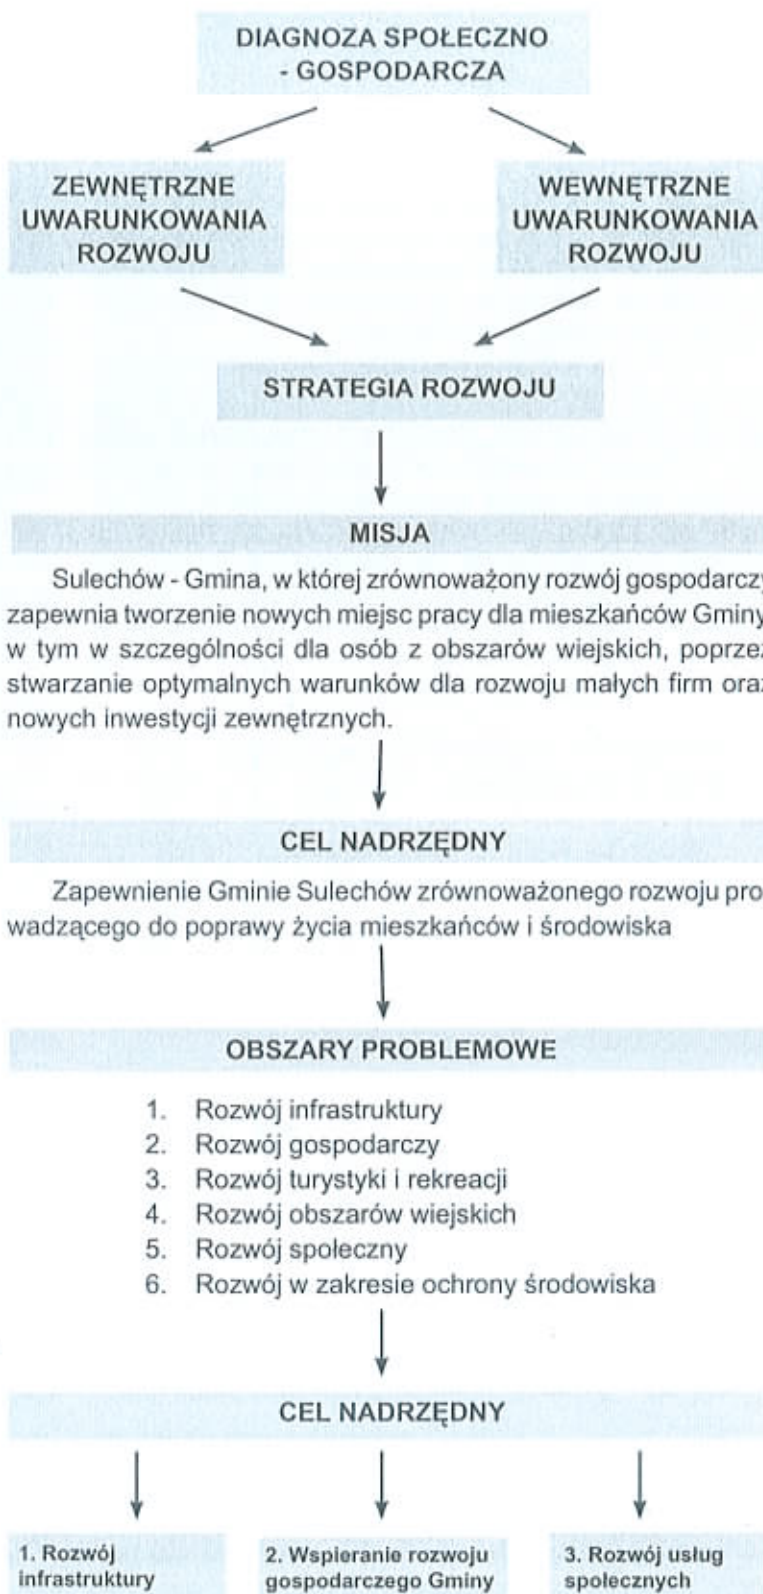 DIAGNOZA SPOŁECZNO
- GOSPODARCZA
ZEWNĘTRZNE
UWARUNKOWANIA
ROZWOJU
WEWNĘTRZNE
UWARUNKOWANIA
ROZWOJU
STRATEGIA ROZWOJU
MISJA
Sulechów - Gmina, w której zrównoważony rozwój gospodarczy
zapewnia tworzenie nowych miejsc pracy dla mieszkańców Gminy
w tym w szczególności dla osób z obszarów wiejskich, poprzez
stwarzanie optymalnych warunków dla rozwoju małych firm oraz
nowych inwestycji zewnętrznych.
CEL NADRZĘDNY
Zapewnienie Gminie Sulechów zrównoważonego rozwoju pro
wadzącego do poprawy życia mieszkańców i środowiska
OBSZARY PROBLEMOWE
1. Rozwój infrastruktury
2. Rozwój gospodarczy
3. Rozwój turystyki i rekreacji
4. Rozwój obszarów wiejskich
5. Rozwój społeczny
6. Rozwój w zakresie ochrony środowiska
CEL NADRZĘDNY
1. Rozwój
infrastruktury
2. Wspieranie rozwoju
gospodarczego Gminy
3. Rozwój usług
społecznych